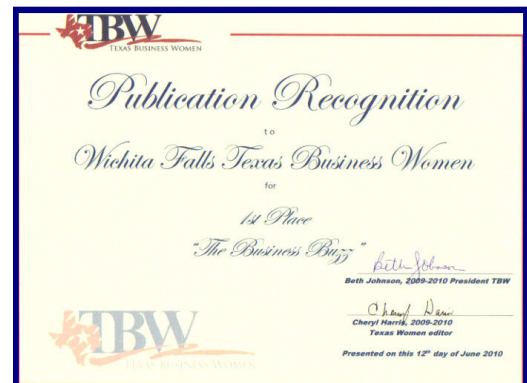 TBW
TEXAS BUSINESS WOMEN
Publication Recognition
to
Wichita Falls Texas Business Women
for
1st Place
"The Business Buzz"
Beth Johnson
Beth Johnson, 2009-2010 President TBW
Cheryl Harris
Cheryl Harris, 2009-2010
Texas Women editor
Presented on this 12th day of June 2010
TBW
TEXAS BUSINESS WOMEN